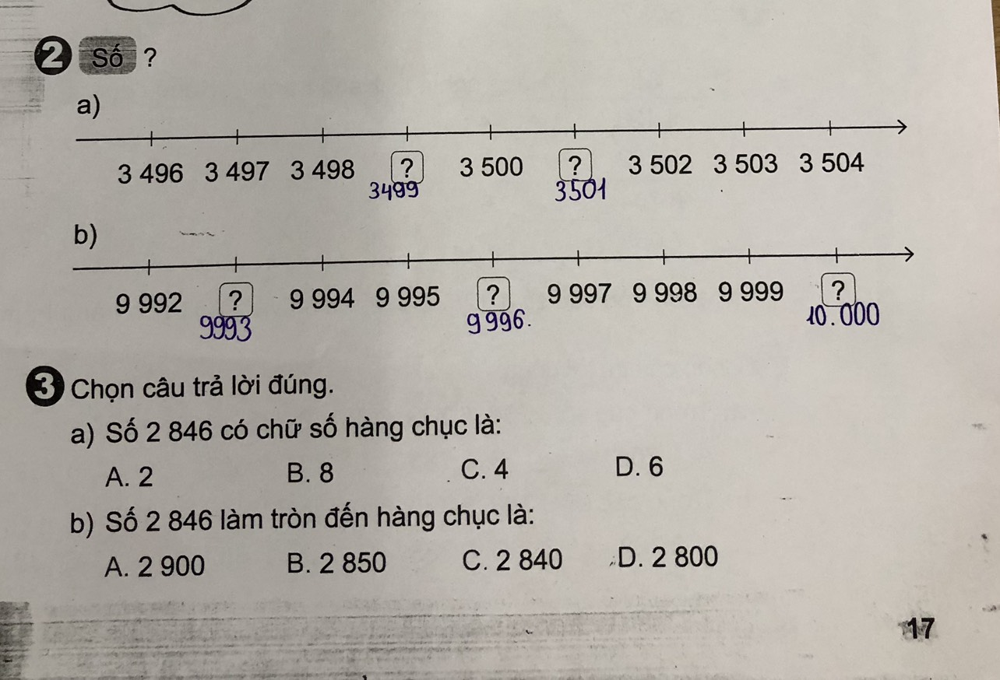 2 Số ?
a)
3 496 3 497 3 498 ? 3 500 ? 3 502 3 503 3 504
3499 3501
b)
9 992 ? 9 994 9 995 ? 9 997 9 998 9 999 ?
9993 9996. 10.000
3 Chọn câu trả lời đúng.
a) Số 2 846 có chữ số hàng chục là:
A. 2 B. 8 C. 4 D. 6
b) Số 2 846 làm tròn đến hàng chục là:
A. 2 900 B. 2 850 C. 2 840 D. 2 800
17